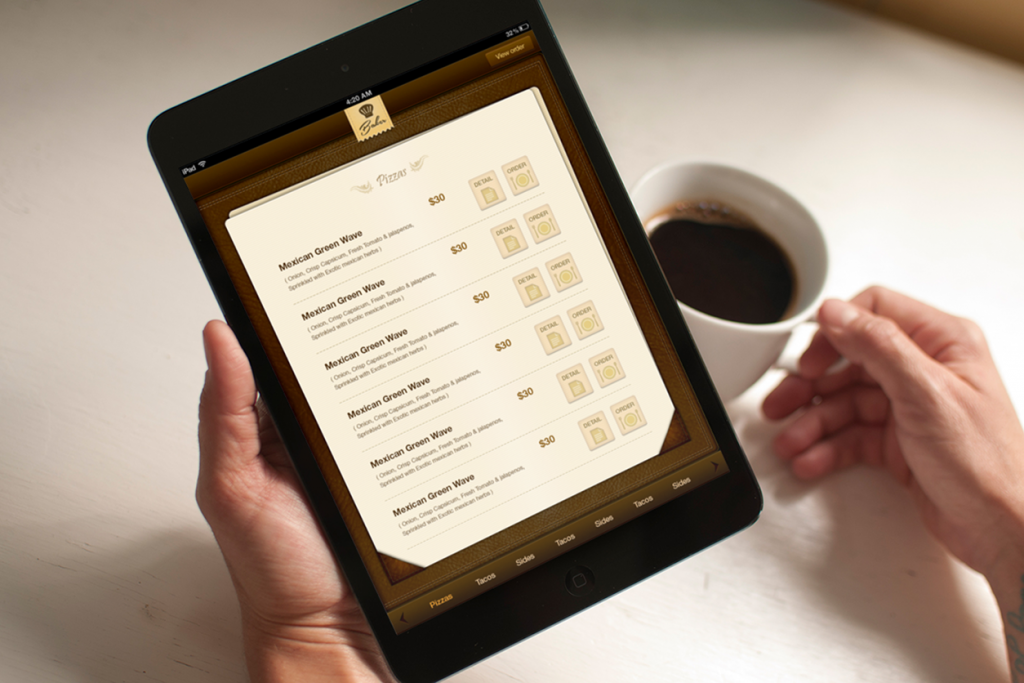 iPad
4:20 AM
32%
View order
Baker
Pizzas
Mexican Green Wave
( Onion, Crisp Capsicum, Fresh Tomato & jalapenos,
Sprinkled with Exotic mexican herbs )
$30
DETAIL
ORDER
Mexican Green Wave
( Onion, Crisp Capsicum, Fresh Tomato & jalapenos,
Sprinkled with Exotic mexican herbs )
$30
DETAIL
ORDER
Mexican Green Wave
( Onion, Crisp Capsicum, Fresh Tomato & jalapenos,
Sprinkled with Exotic mexican herbs )
$30
DETAIL
ORDER
Mexican Green Wave
( Onion, Crisp Capsicum, Fresh Tomato & jalapenos,
Sprinkled with Exotic mexican herbs )
$30
DETAIL
ORDER
Mexican Green Wave
( Onion, Crisp Capsicum, Fresh Tomato & jalapenos,
Sprinkled with Exotic mexican herbs )
$30
DETAIL
ORDER
Mexican Green Wave
( Onion, Crisp Capsicum, Fresh Tomato & jalapenos,
Sprinkled with Exotic mexican herbs )
$30
DETAIL
ORDER
Pizzas Tacos Sides Tacos Sides Tacos Sides